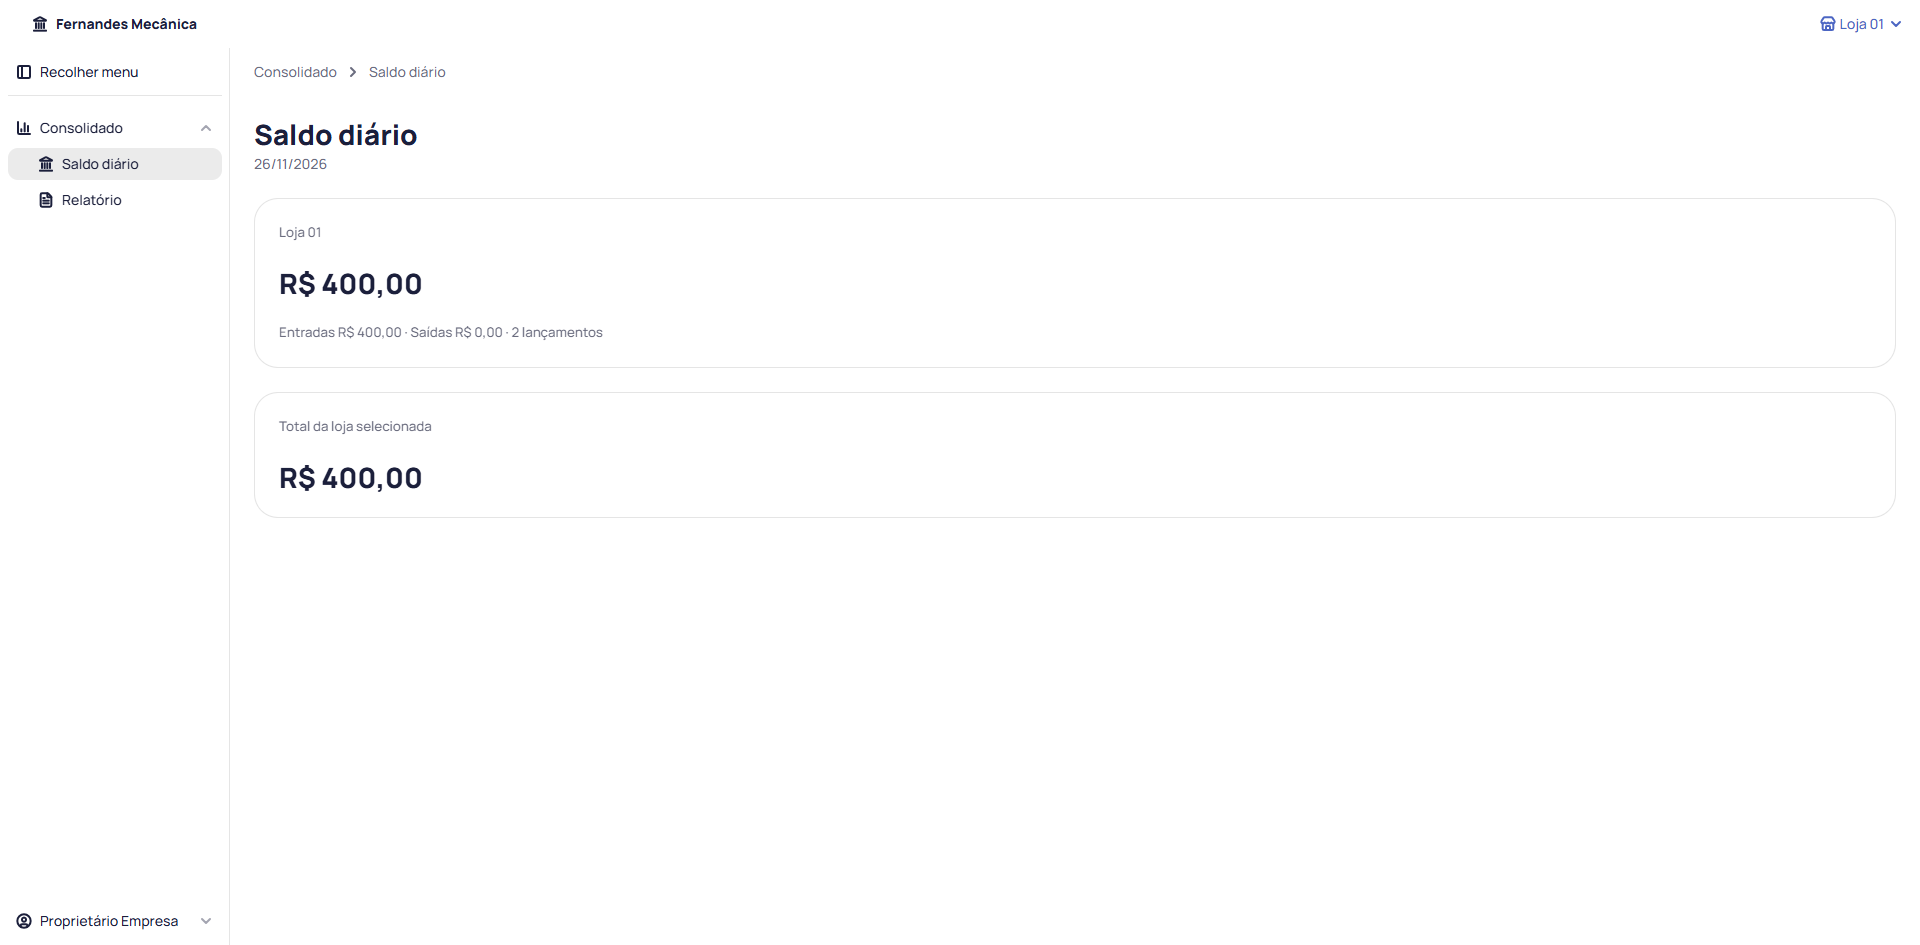 Fernandes Mecânica
Loja 01
Recolher menu
Consolidado
Saldo diário
Relatório
Consolidado > Saldo diário
Saldo diário
26/11/2026
Loja 01
R$ 400,00
Entradas R$ 400,00 · Saídas R$ 0,00 · 2 lançamentos
Total da loja selecionada
R$ 400,00
Proprietário Empresa